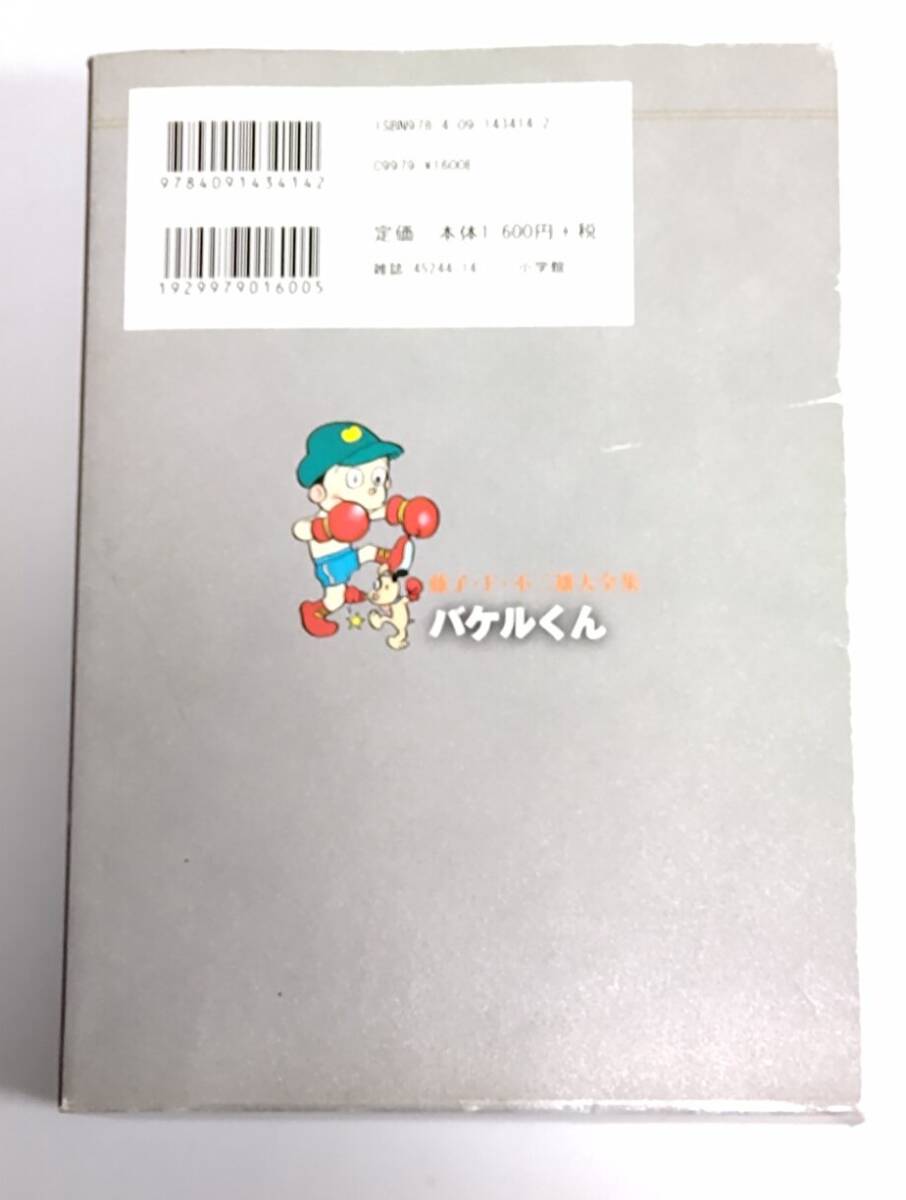 ISBN978-4-09-143414-2
C9979 ¥1600E
9784091434142
定価 本体1,600円+税
雑誌 45244-14 小学館
1929979016005
藤子・F・不二雄大全集
バケルくん